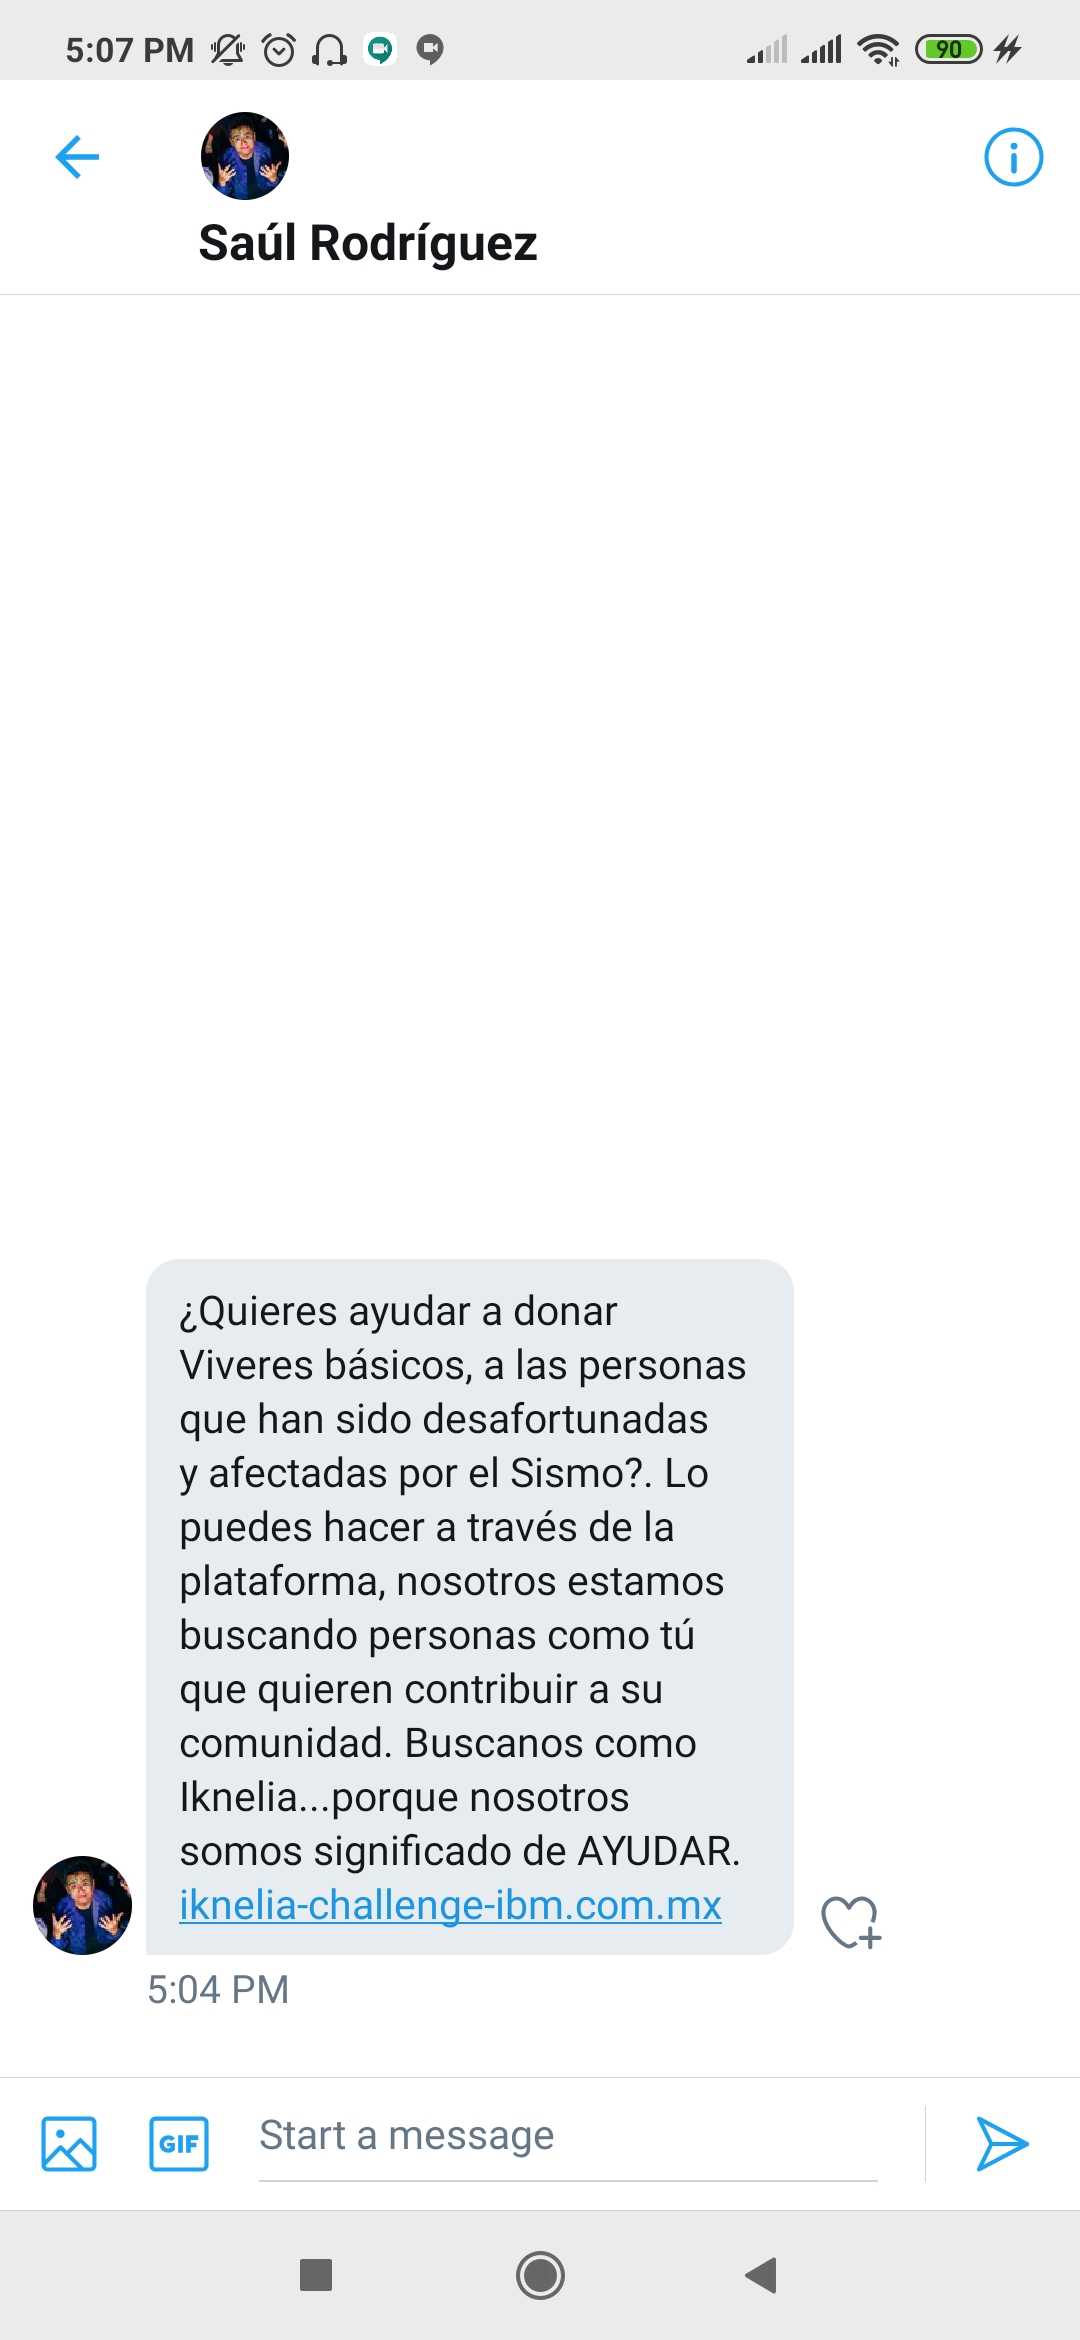 5:07 PM
90
Saúl Rodríguez
¿Quieres ayudar a donar
Viveres básicos, a las personas
que han sido desafortunadas
y afectadas por el Sismo?. Lo
puedes hacer a través de la
plataforma, nosotros estamos
buscando personas como tú
que quieren contribuir a su
comunidad. Buscanos como
Iknelia...porque nosotros
somos significado de AYUDAR.
iknelia-challenge-ibm.com.mx
5:04 PM
GIF
Start a message